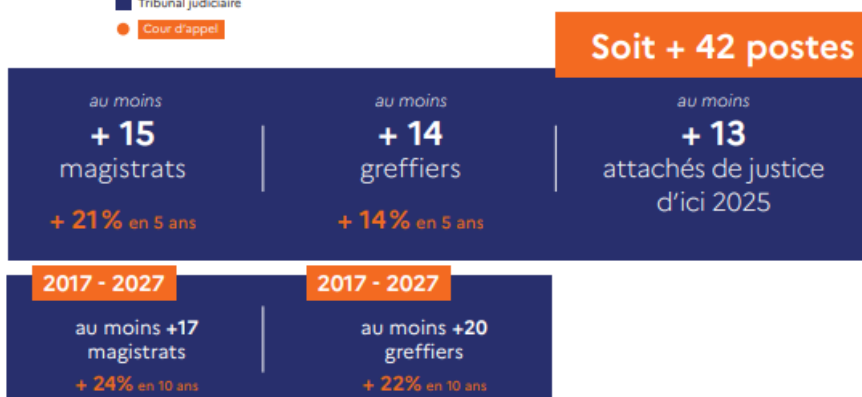 Tribunal judiciaire
Cour d'appel
Soit + 42 postes
au moins
+ 15
magistrats
+ 21% en 5 ans
au moins
+ 14
greffiers
+ 14% en 5 ans
au moins
+ 13
attachés de justice
d'ici 2025
2017 - 2027
au moins +17
magistrats
+ 24% en 10 ans
2017 - 2027
au moins +20
greffiers
+ 22% en 10 ans